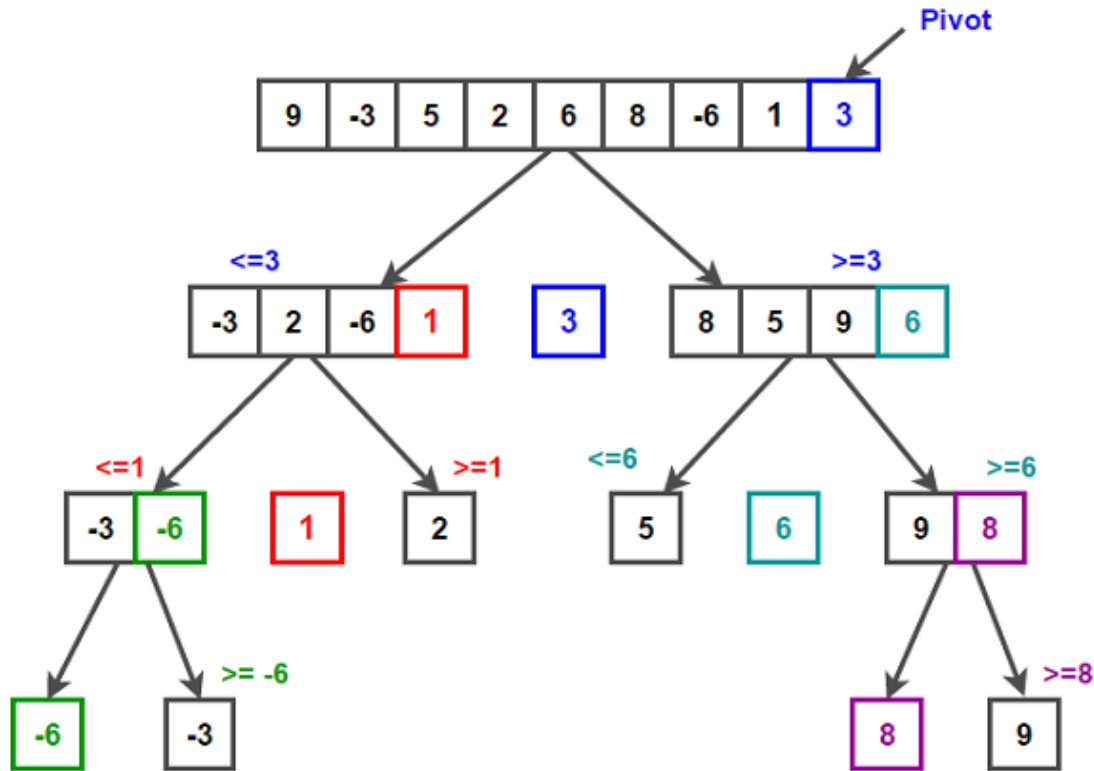 Pivot
9 -3 5 2 6 8 -6 1 3
<=3 >=3
-3 2 -6 1 3 8 5 9 6
<=1 >=1 <=6 >=6
-3 -6 1 2 5 6 9 8
>= -6 >=8
-6 -3 8 9